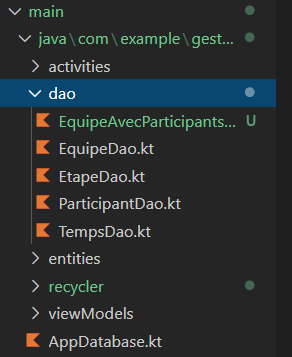 main
java\com\example\gest...
activities
dao
EquipeAvecParticipants... U
EquipeDao.kt
EtapeDao.kt
ParticipantDao.kt
TempsDao.kt
entities
recycler
viewModels
AppDatabase.kt